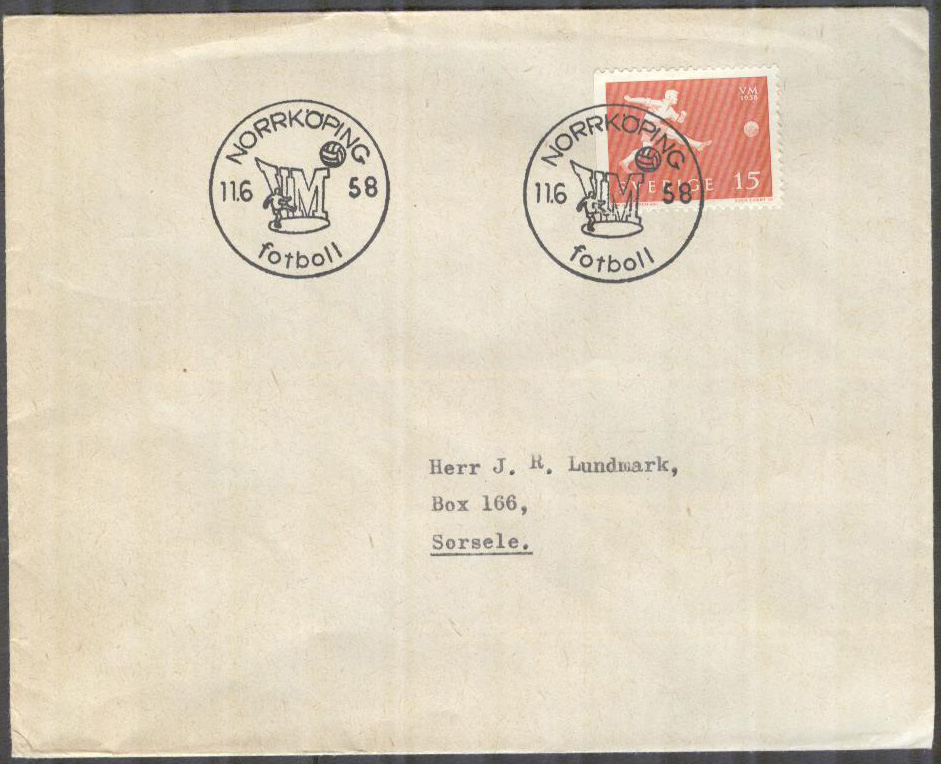 NORRKÖPING
11.6 VM 58
fotboll
NORRKÖPING
11.6 VM 58
fotboll
VM
1958
SVERIGE 15
Herr J. R. Lundmark,
Box 166,
Sorsele.